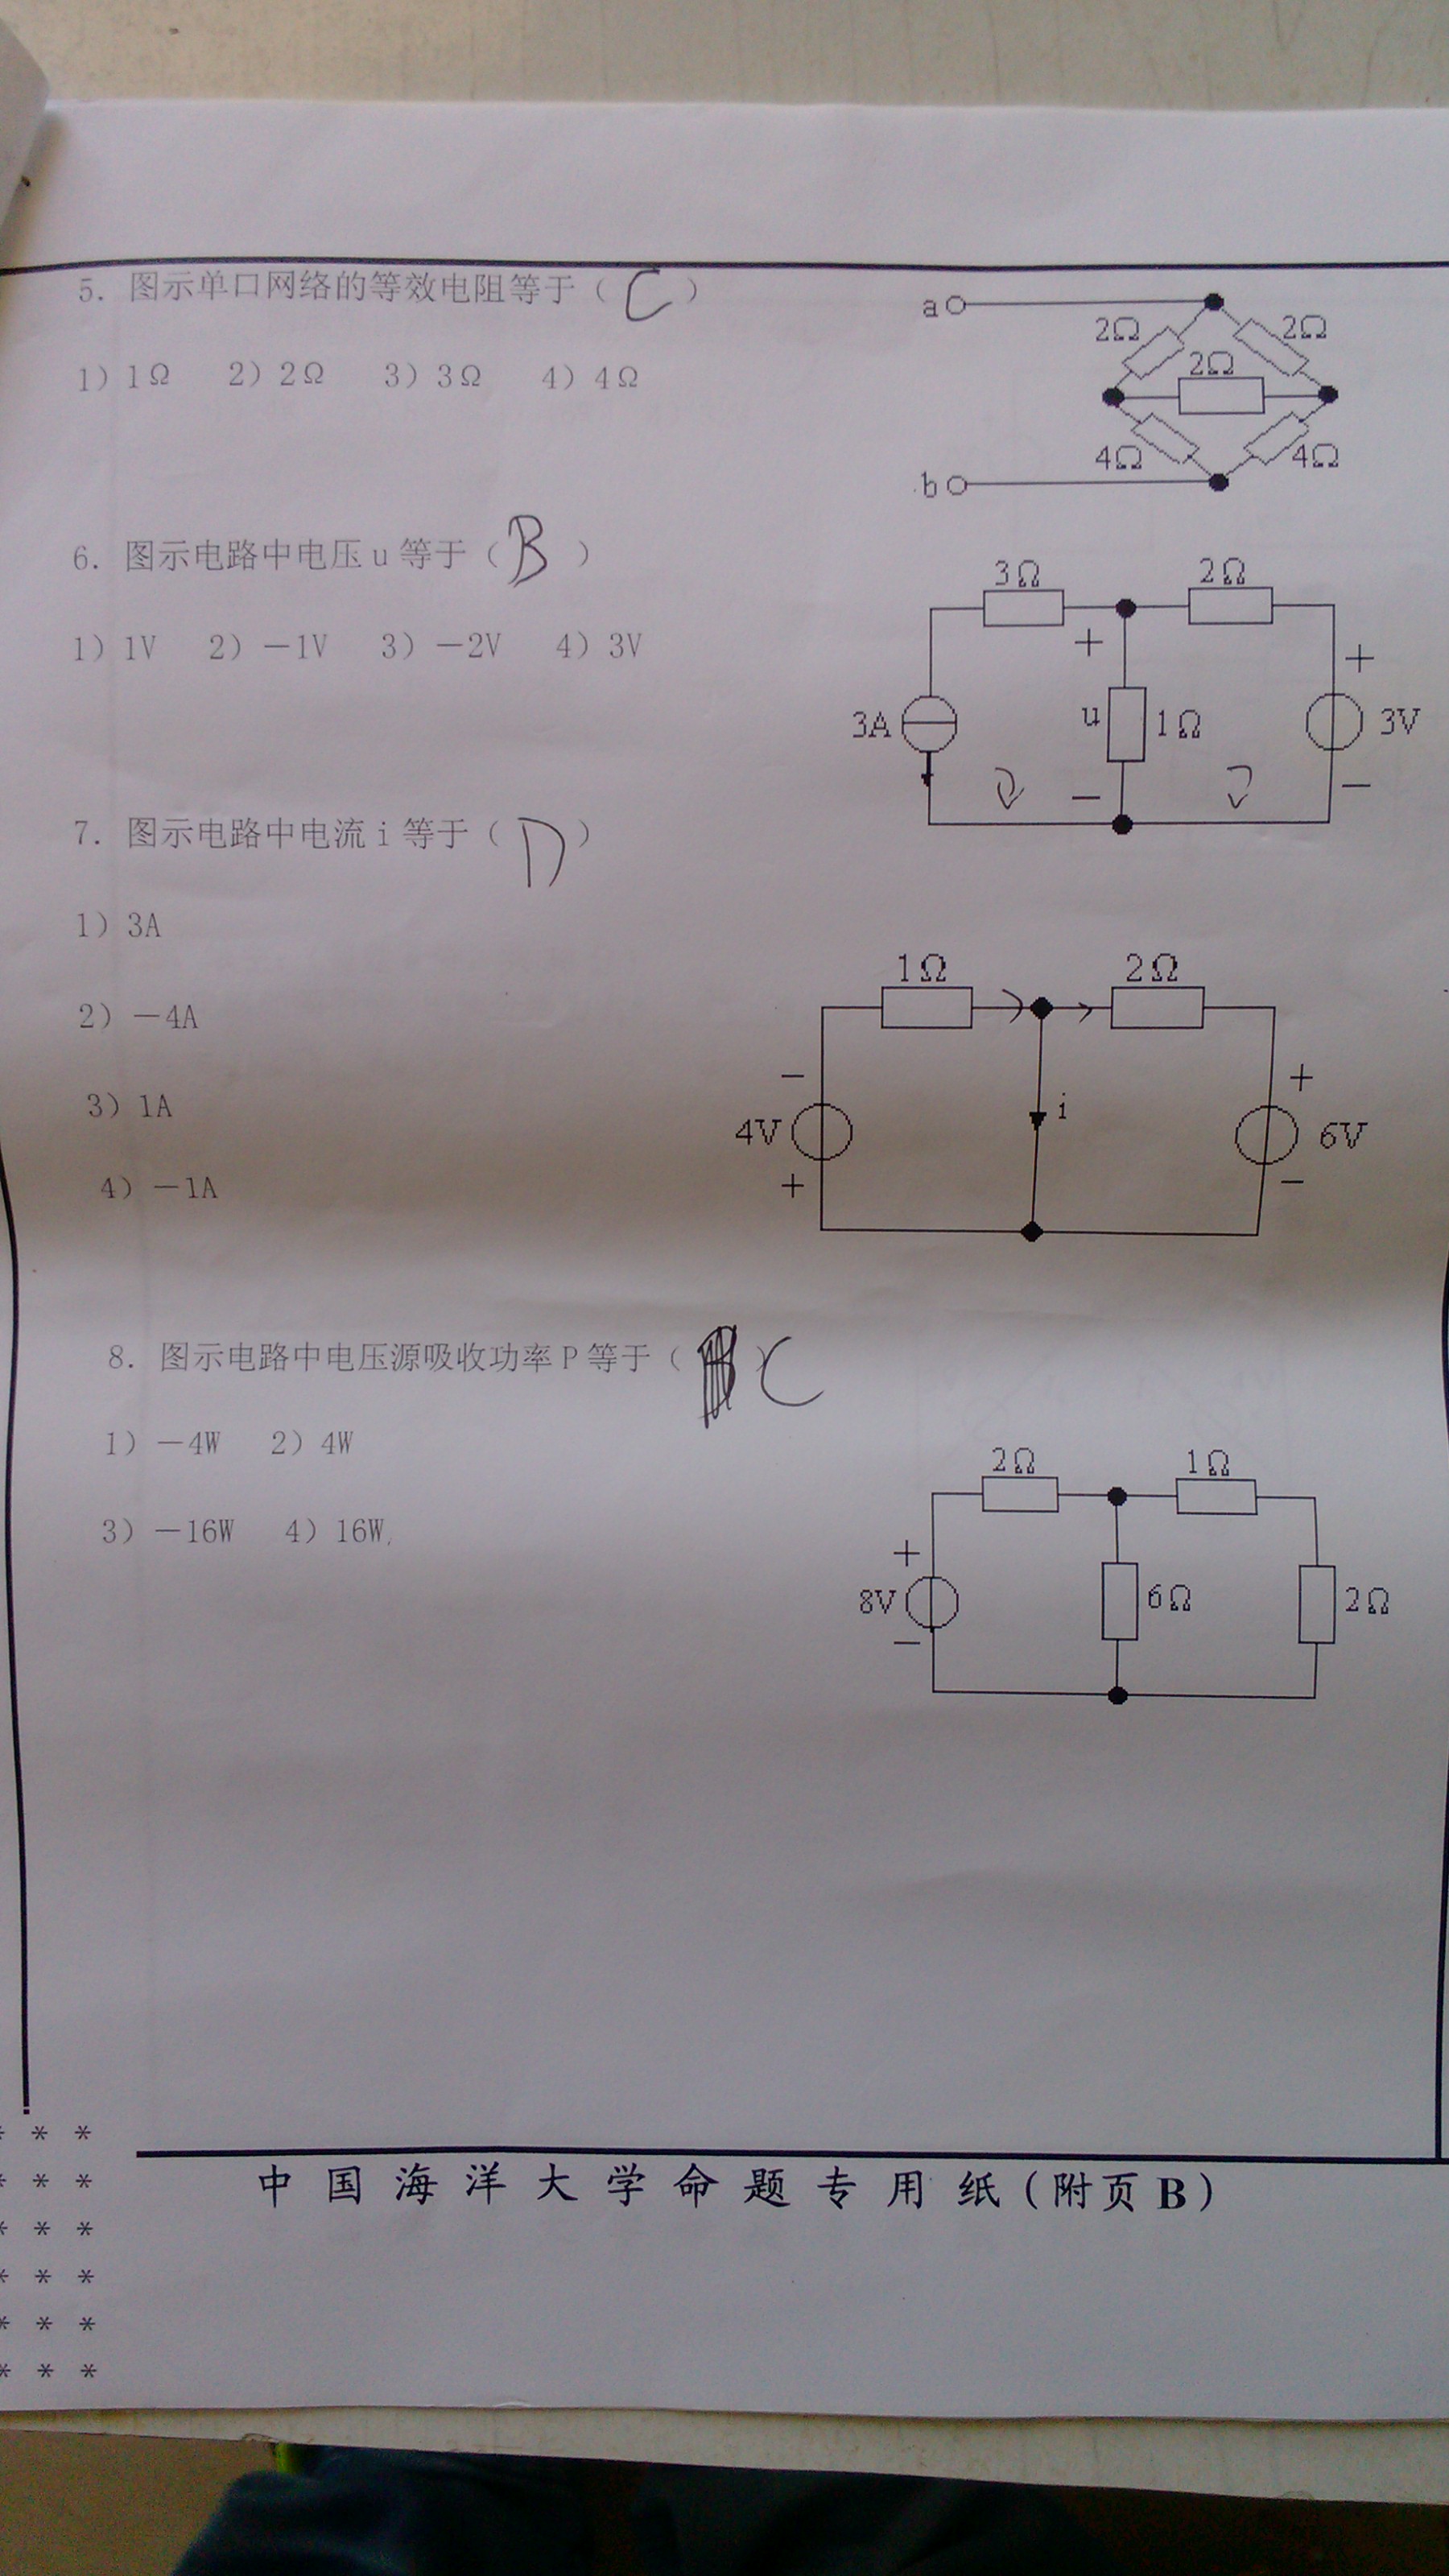 5. 图示单口网络的等效电阻等于（ C ）
1）1Ω 2）2Ω 3）3Ω 4）4Ω
a
2Ω 2Ω
2Ω
4Ω 4Ω
b
6. 图示电路中电压u等于（ B ）
1）1V 2）－1V 3）－2V 4）3V
3Ω 2Ω
+ +
3A u 1Ω 3V
－ －
7. 图示电路中电流i等于（ D ）
1）3A
2）－4A
3）1A
4）－1A
1Ω 2Ω
－ +
4V i 6V
+ －
8. 图示电路中电压源吸收功率P等于（ ）C
1）－4W 2）4W
3）－16W 4）16W.
2Ω 1Ω
+
8V 6Ω 2Ω
－
* * *
* * *
* * *
* * *
* * *
* * *
中国海洋大学命题专用纸(附页B)